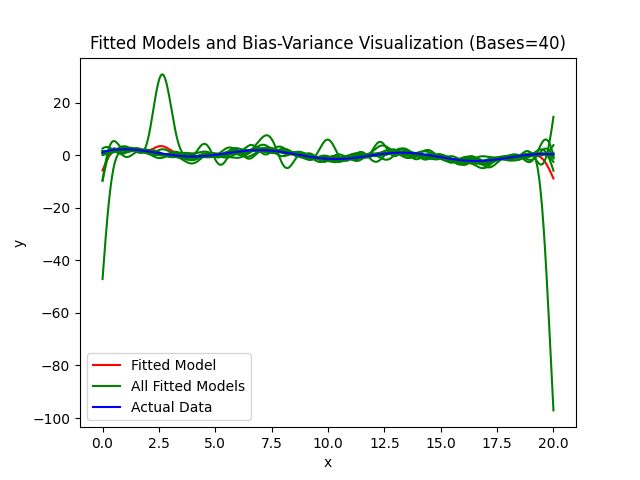 Fitted Models and Bias-Variance Visualization (Bases=40)
20
0
−20
−40
−60
−80
−100
y
Fitted Model
All Fitted Models
Actual Data
0.0 2.5 5.0 7.5 10.0 12.5 15.0 17.5 20.0
x